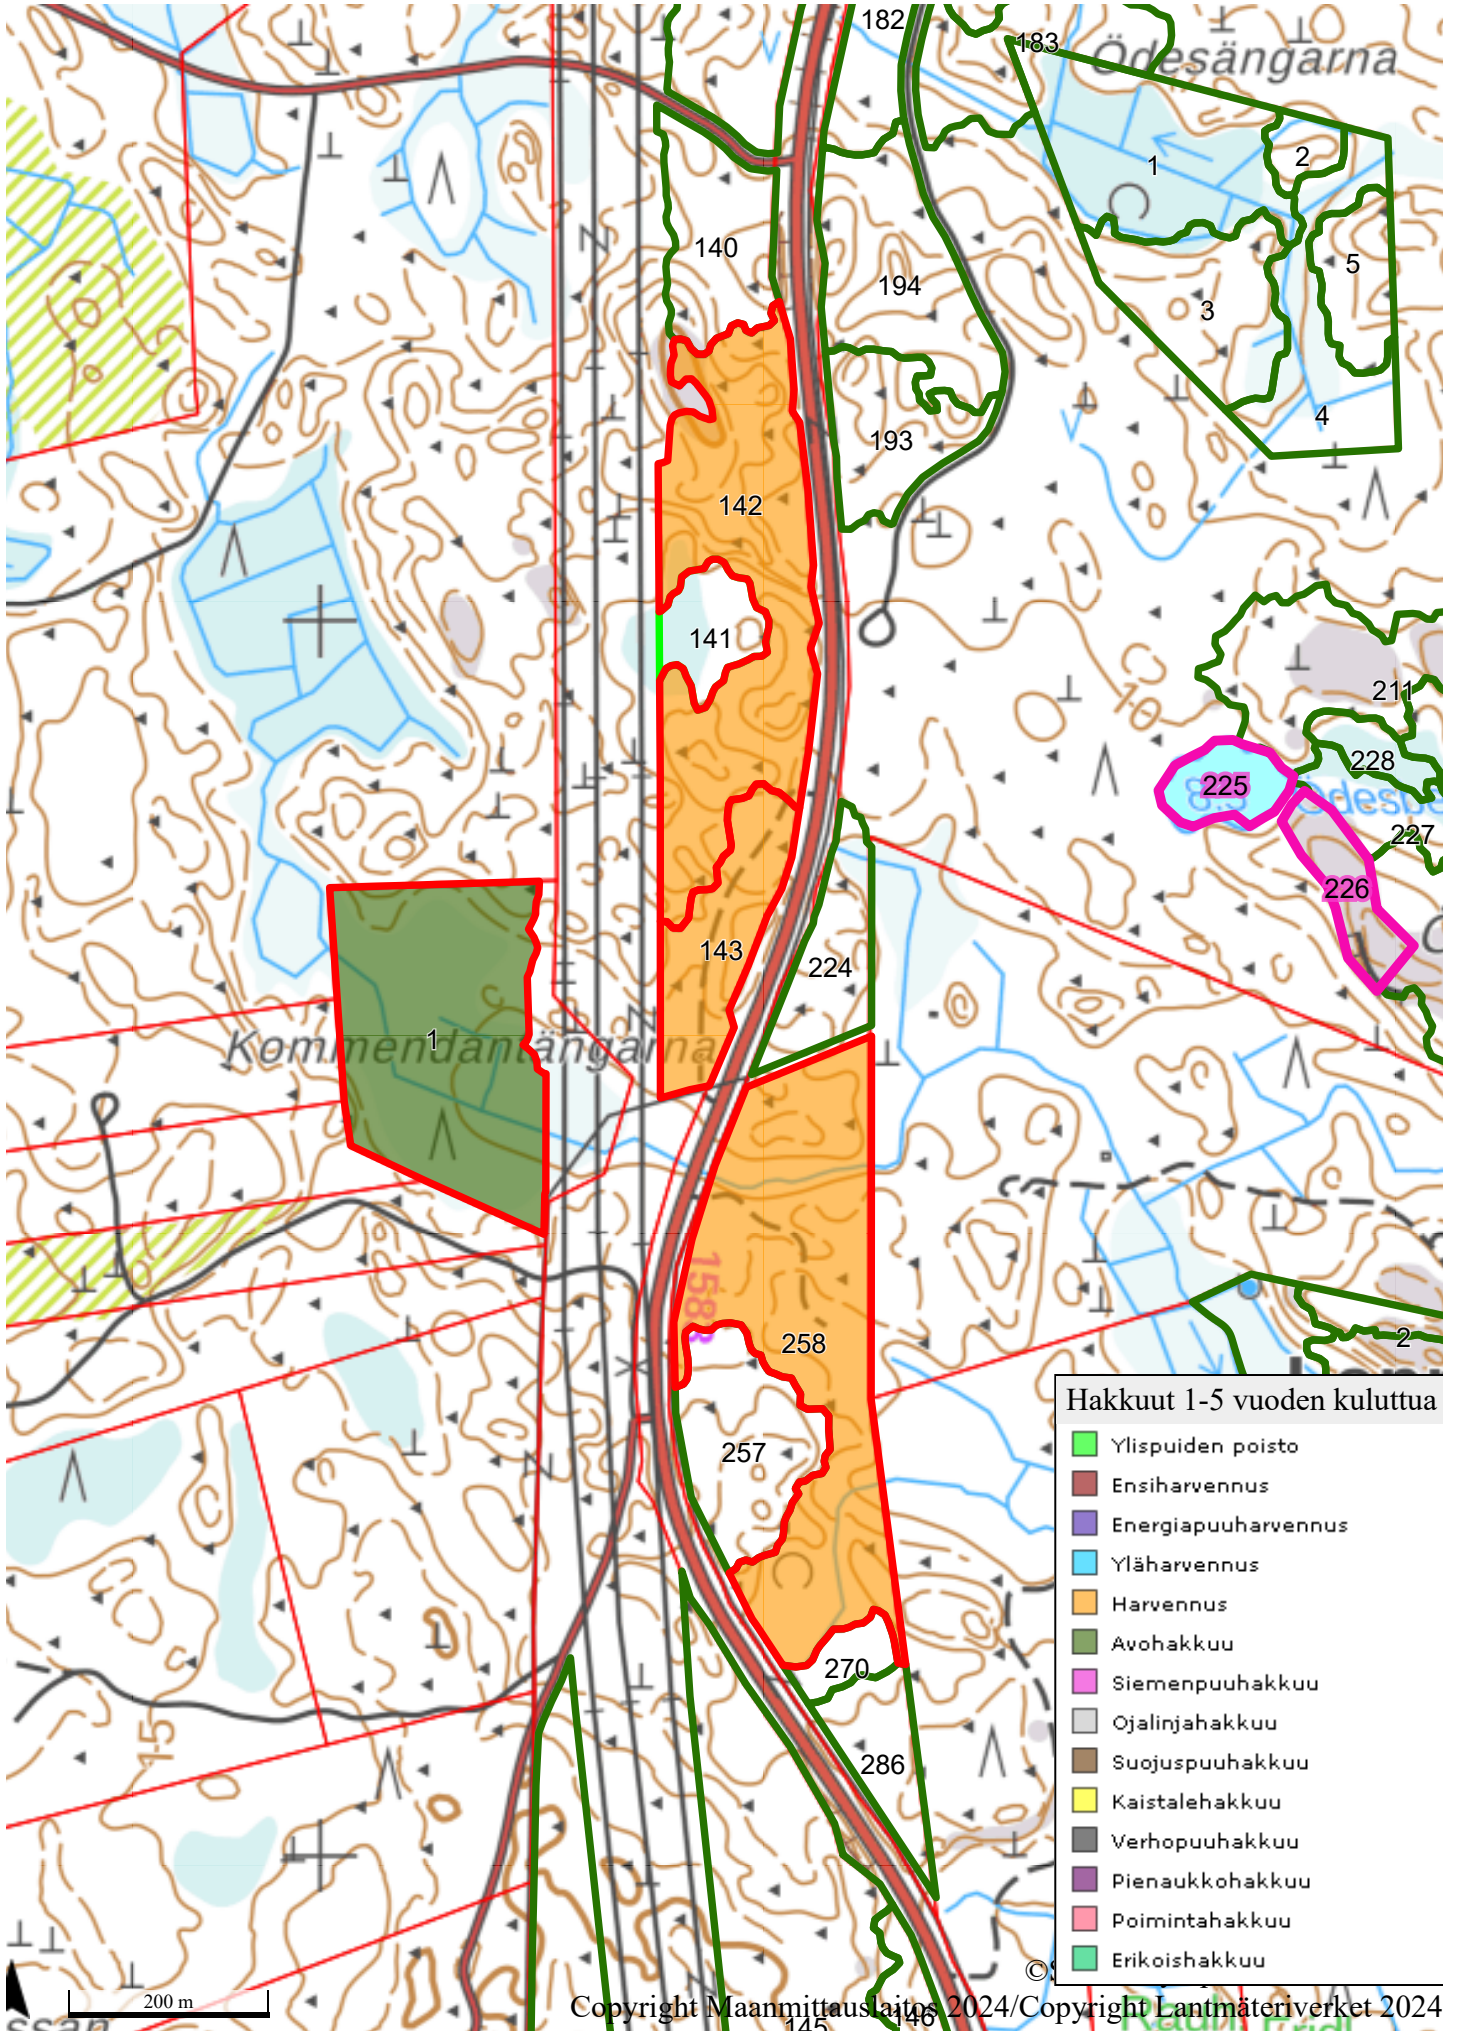 182
183
Ödesängarna
1
2
140
194
5
3
4
193
142
141
10
211
225
228
227
226
143
224
Kommendantängarna
1
258
2
257
270
286
15
146
145
200 m
Hakkuut 1-5 vuoden kuluttua
Ylispuiden poisto
Ensiharvennus
Energiapuuharvennus
Yläharvennus
Harvennus
Avohakkuu
Siemenpuuhakkuu
Ojalinjahakkuu
Suojuspuuhakkuu
Kaistalehakkuu
Verhopuuhakkuu
Pienaukkohakkuu
Poimintahakkuu
Erikoishakkuu
Copyright Maanmittauslaitos 2024/Copyright Lantmäteriverket 2024